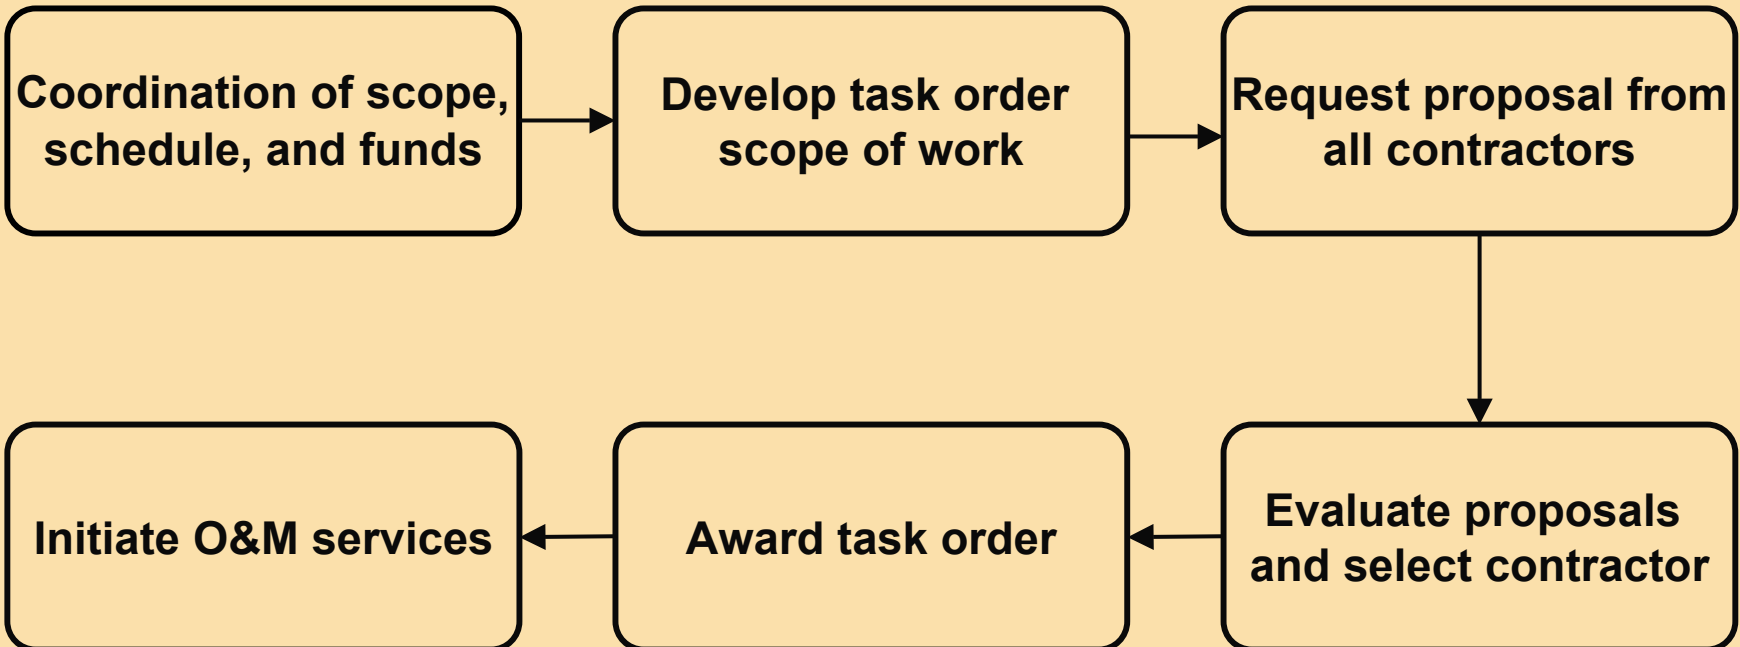 Coordination of scope,
schedule, and funds
Develop task order
scope of work
Request proposal from
all contractors
Evaluate proposals
and select contractor
Award task order
Initiate O&M services